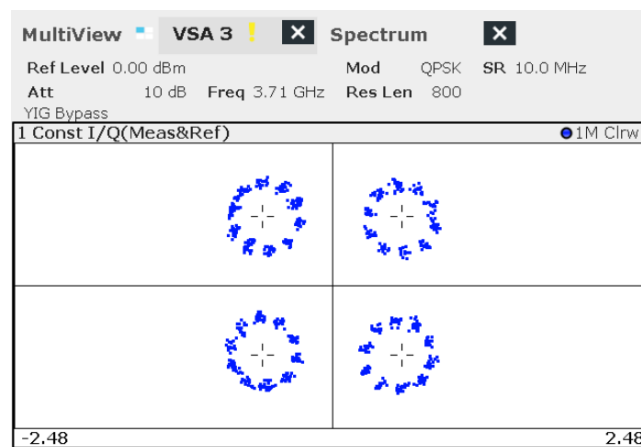 MultiView VSA 3 ! X Spectrum X
Ref Level 0.00 dBm Mod QPSK SR 10.0 MHz
Att 10 dB Freq 3.71 GHz Res Len 800
YIG Bypass
1 Const I/Q(Meas&Ref) 1M Clrw
-2.48 2.48